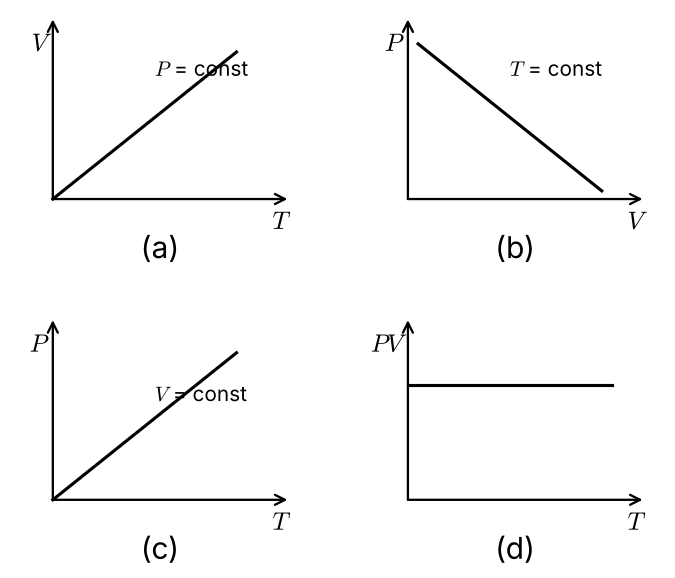 V
P = const
T
(a)
P
T = const
V
(b)
P
V = const
T
(c)
PV
T
(d)